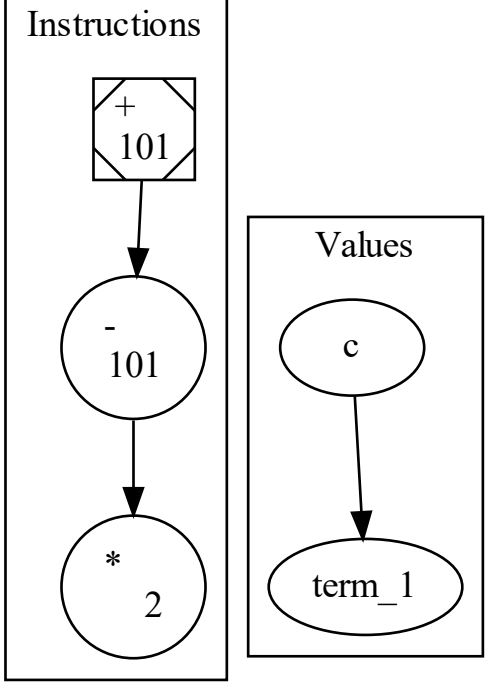 Instructions
+
101
-
101
*
2
Values
c
term_1